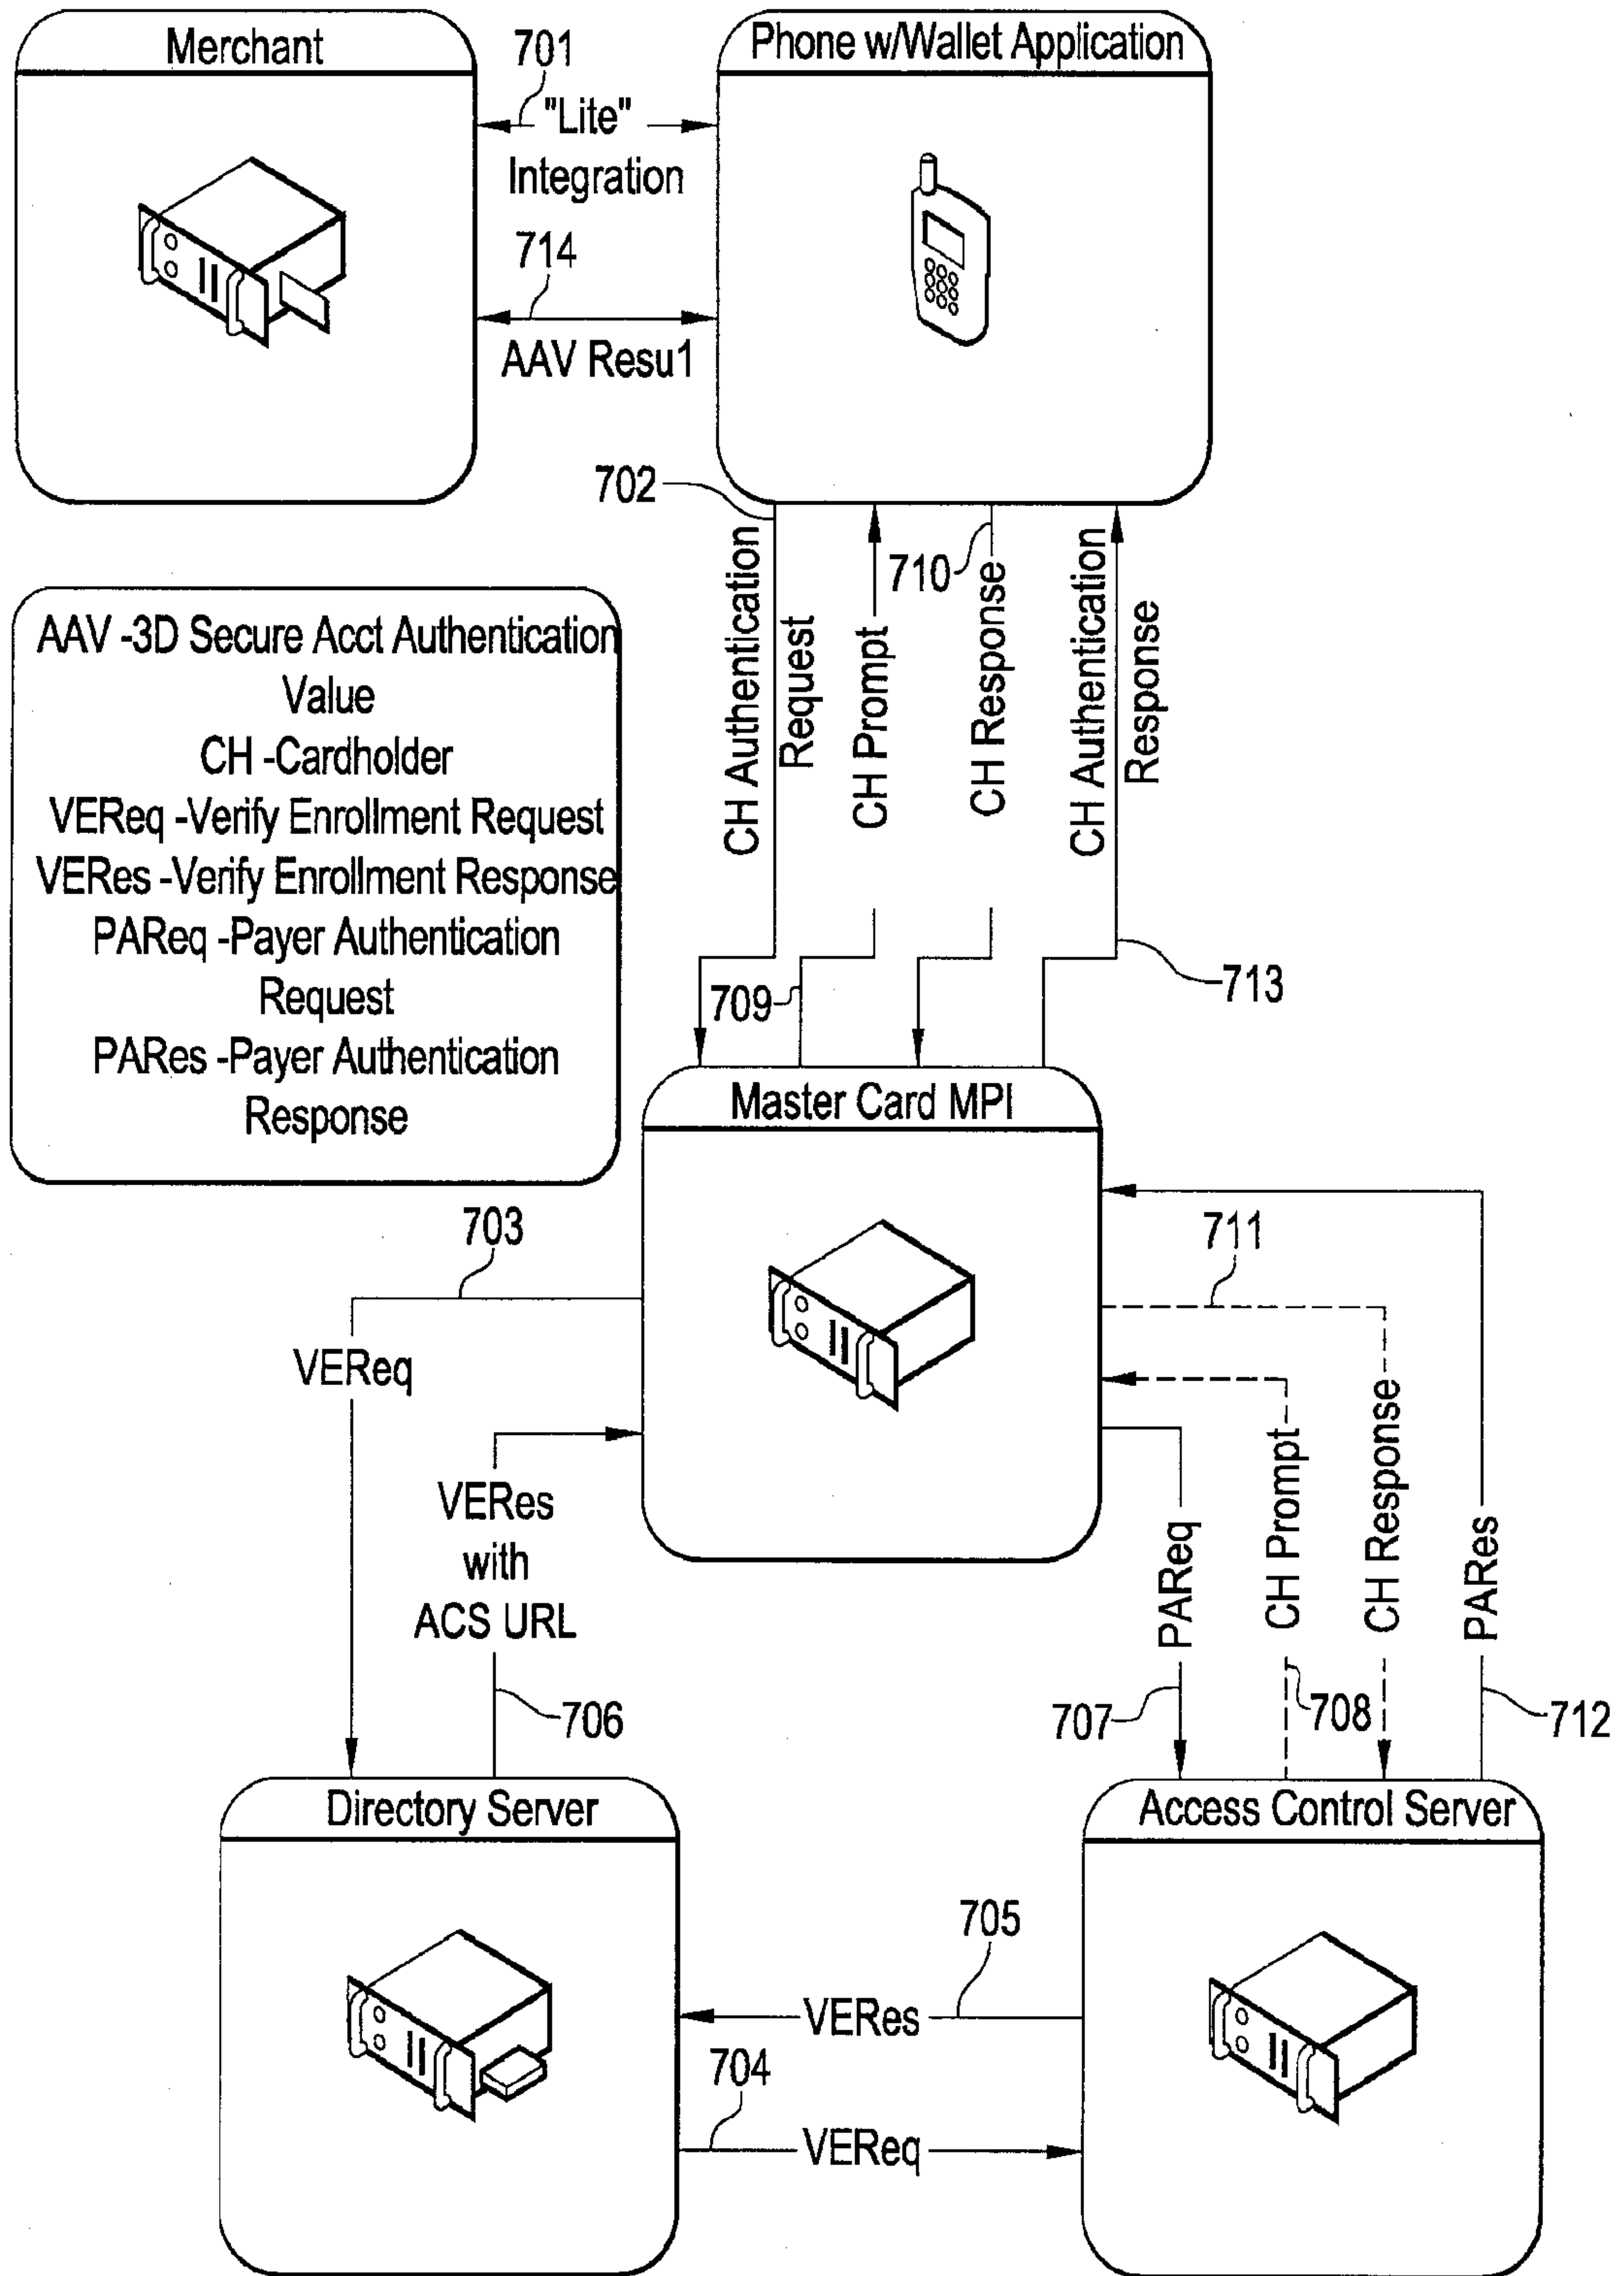 Merchant
701
Phone w/Wallet Application
"Lite"
Integration
714
AAV Resu1
702
CH Authentication
Request
CH Prompt
710
CH Response
CH Authentication
Response
AAV -3D Secure Acct Authentication
Value
CH -Cardholder
VEReq -Verify Enrollment Request
VERes -Verify Enrollment Response
PAReq -Payer Authentication
Request
PARes -Payer Authentication
Response
709
713
Master Card MPI
703
711
VEReq
VERes
with
ACS URL
PAReq
CH Prompt
CH Response
PARes
706
707
708
712
Directory Server
Access Control Server
705
VERes
704
VEReq